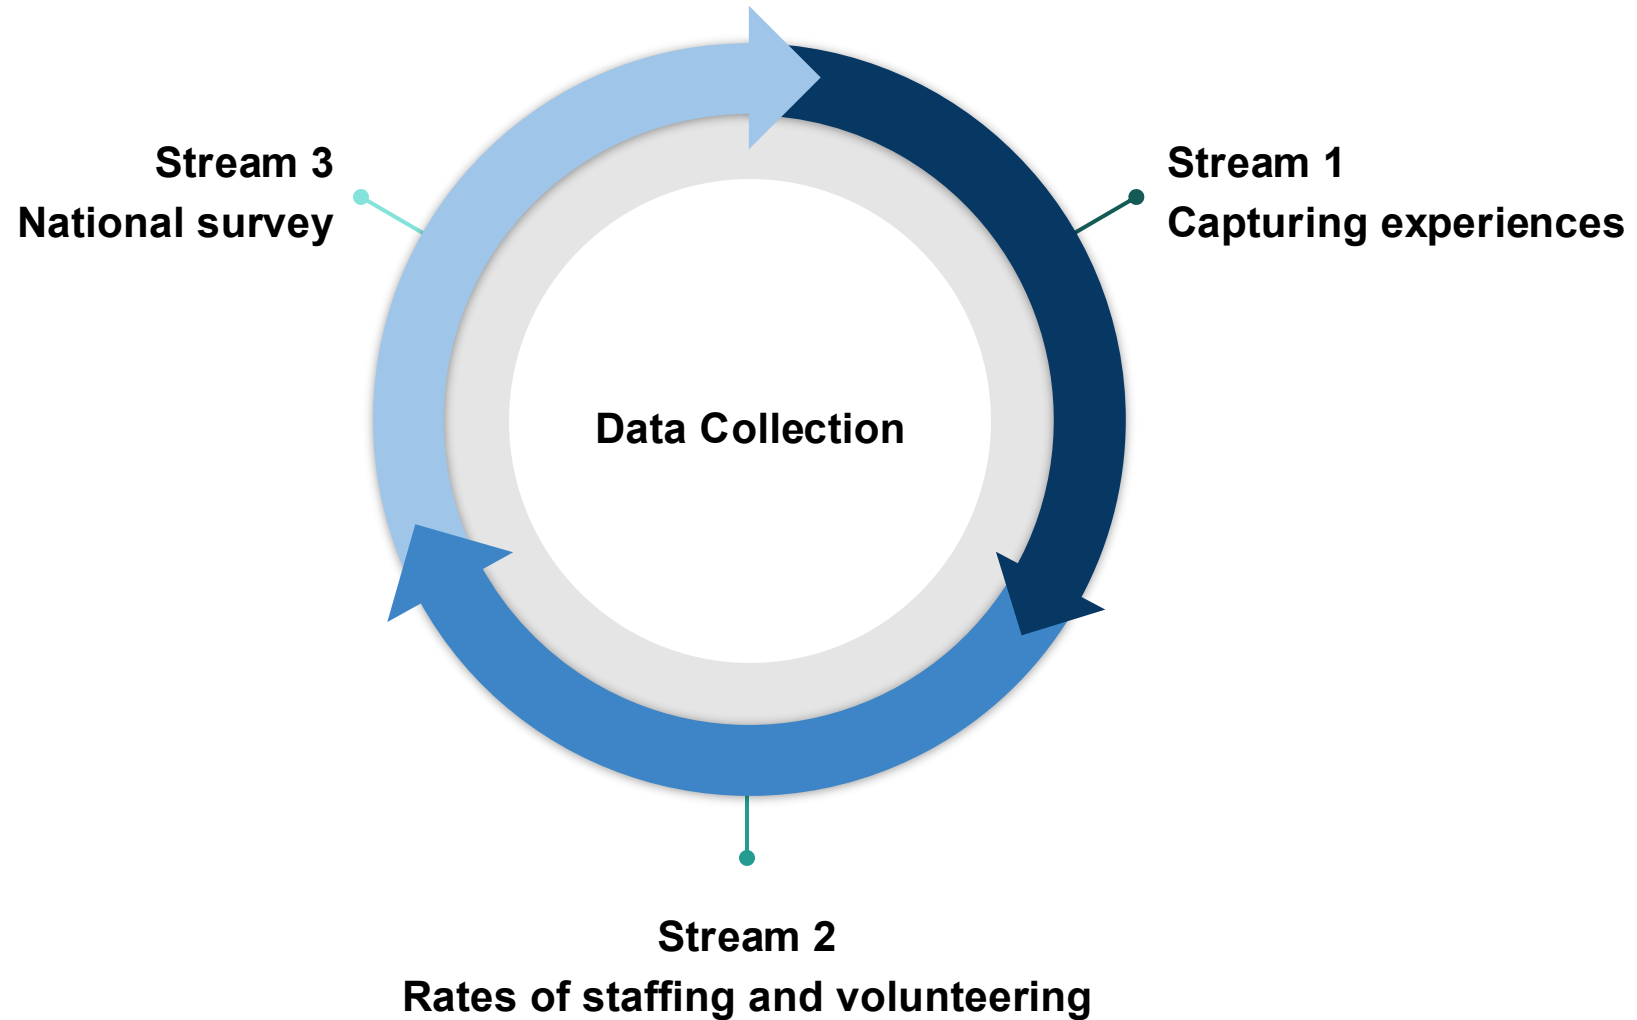 Stream 3
National survey
Stream 1
Capturing experiences
Data Collection
Stream 2
Rates of staffing and volunteering